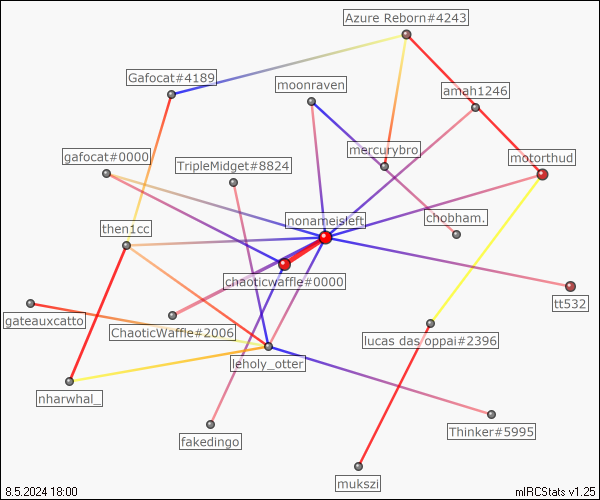 Azure Reborn#4243
Gafocat#4189
moonraven
amah1246
mercurybro
gafocat#0000
TripleMidget#8824
motorthud
nonameisleft
chobham.
then1cc
chaoticwaffle#0000
tt532
gateauxcatto
ChaoticWaffle#2006
lucas das oppai#2396
leholy_otter
nharwhal_
Thinker#5995
fakedingo
mukszi
8.5.2024 18:00
mIRCStats v1.25